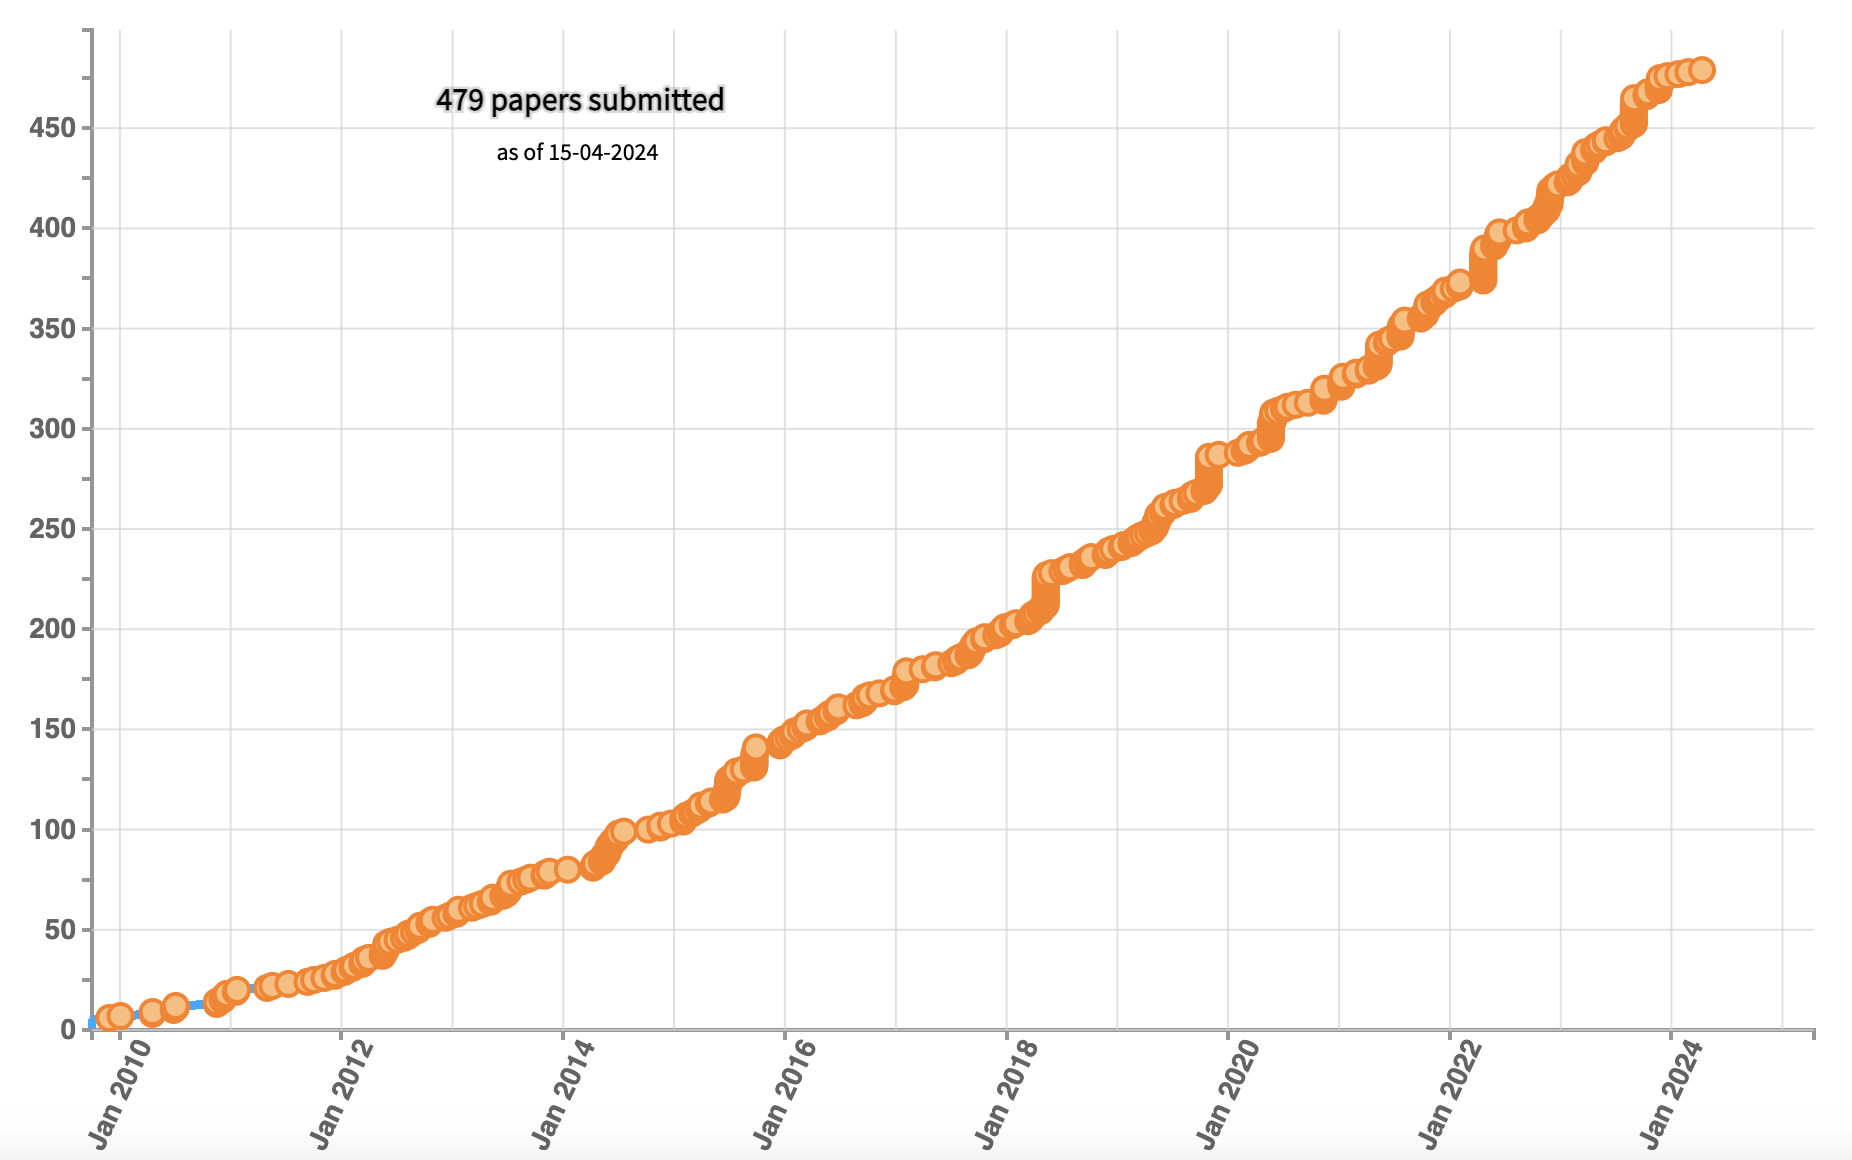 479 papers submitted
as of 15-04-2024
450
400
350
300
250
200
150
100
50
0
Jan 2010
Jan 2012
Jan 2014
Jan 2016
Jan 2018
Jan 2020
Jan 2022
Jan 2024